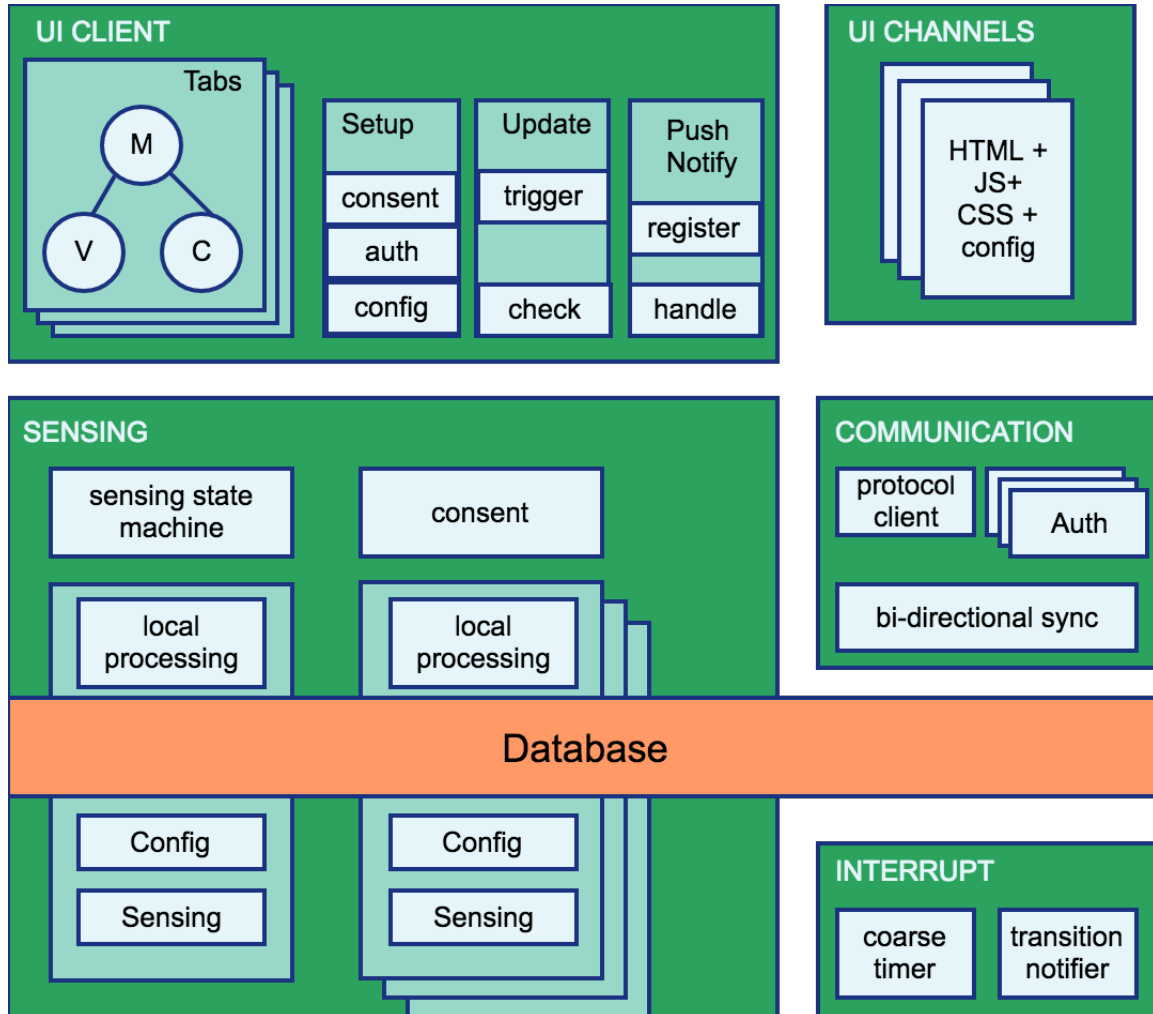 UI CLIENT
Tabs
M
V
C
Setup
consent
auth
config
Update
trigger
check
Push
Notify
register
handle
UI CHANNELS
HTML +
JS+
CSS +
config
SENSING
sensing state
machine
consent
local
processing
local
processing
COMMUNICATION
protocol
client
Auth
bi-directional sync
Database
Config
Sensing
Config
Sensing
INTERRUPT
coarse
timer
transition
notifier